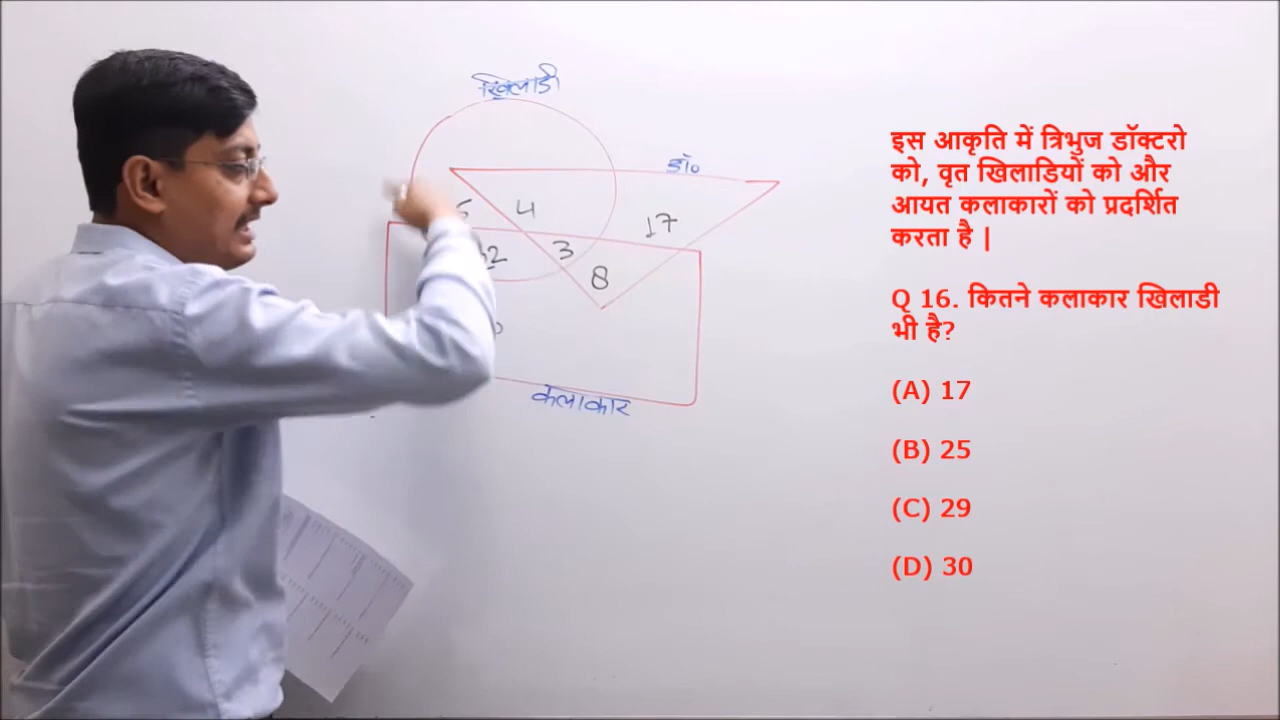 खिलाडी
डॉ०
4
17
3
8
कलाकार
इस आकृति में त्रिभुज डॉक्टरो
को, वृत खिलाडियों को और
आयत कलाकारों को प्रदर्शित
करता है |
Q 16. कितने कलाकार खिलाडी
भी है?
(A) 17
(B) 25
(C) 29
(D) 30